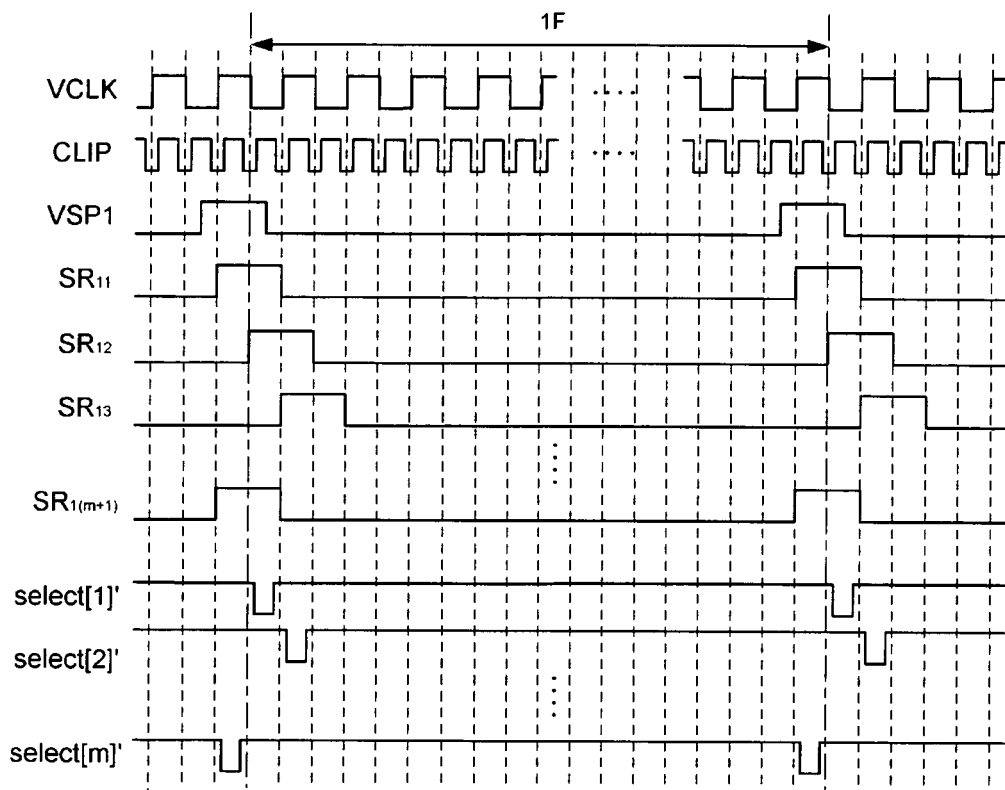 1F
VCLK
CLIP
VSP1
SR11
SR12
SR13
SR1(m+1)
select[1]'
select[2]'
select[m]'